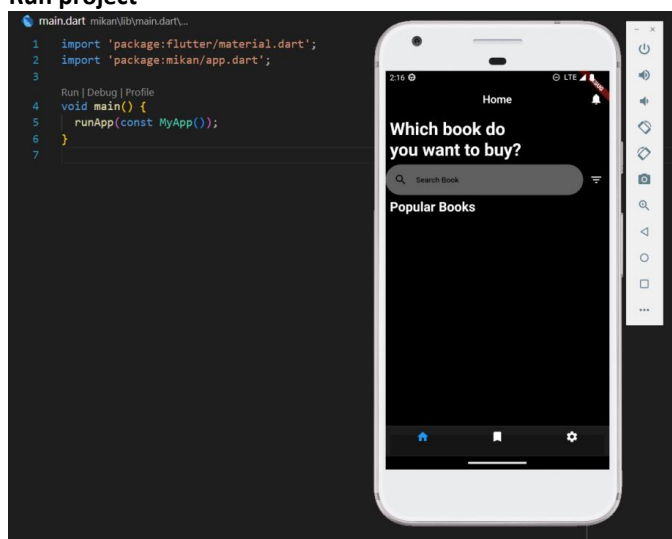 Run project
main.dart mikan\lib\main.dart\...
1 import 'package:flutter/material.dart';
2 import 'package:mikan/app.dart';
3
Run | Debug | Profile
4 void main() {
5 runApp(const MyApp());
6 }
7
2:16 LTE
Home
Which book do
you want to buy?
Search Book
Popular Books